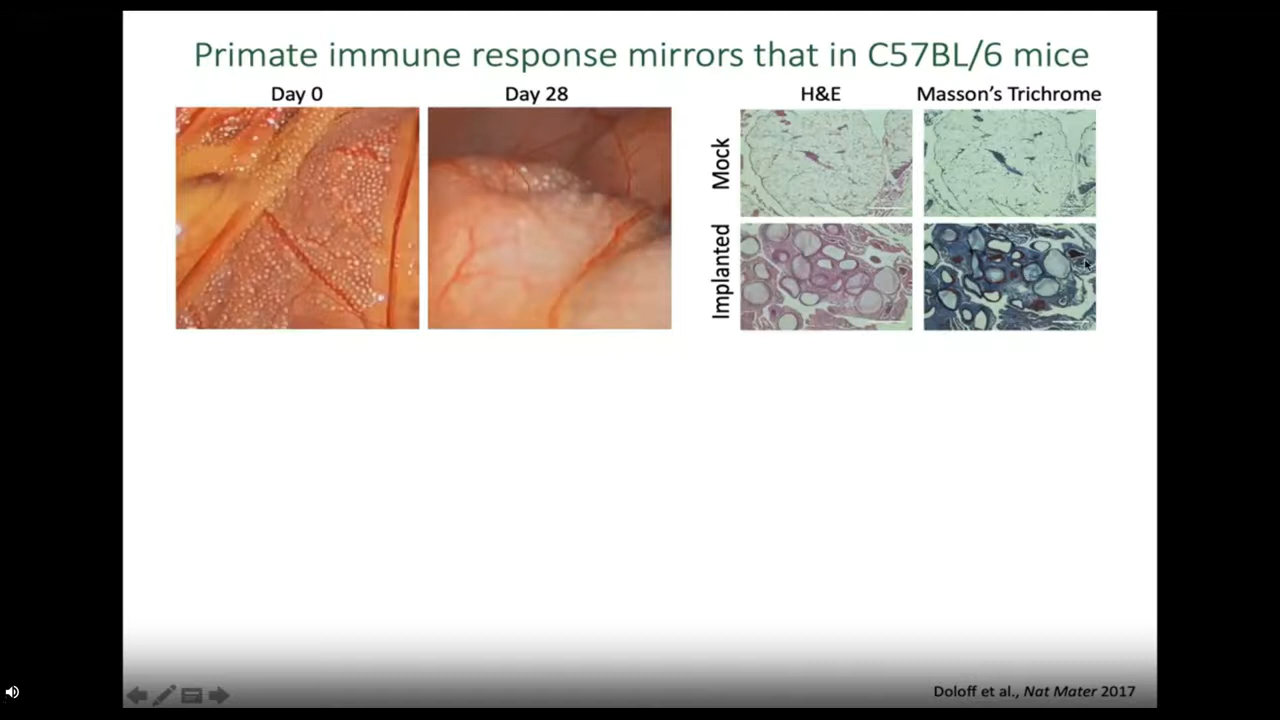 Primate immune response mirrors that in C57BL/6 mice
Day 0
Day 28
H&E
Masson's Trichrome
Mock
Implanted
Doloff et al., Nat Mater 2017